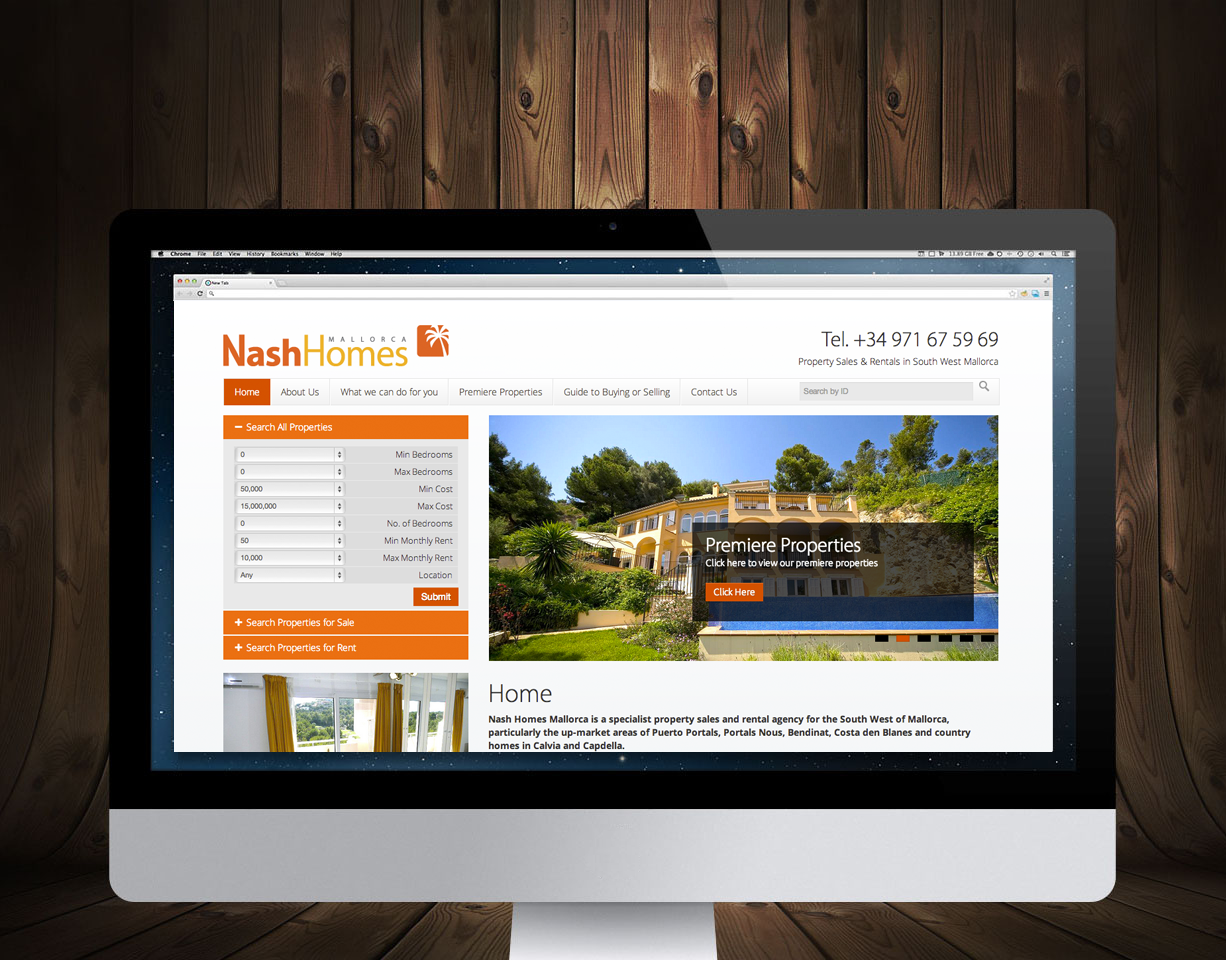 Chrome File Edit View History Bookmarks Window Help
11.89 GB Free
New Tab
MALLORCA
NashHomes
Tel. +34 971 67 59 69
Property Sales & Rentals in South West Mallorca
Home About Us What we can do for you Premiere Properties Guide to Buying or Selling Contact Us Search by ID
Search All Properties
0 Min Bedrooms
0 Max Bedrooms
50,000 Min Cost
15,000,000 Max Cost
0 No. of Bedrooms
50 Min Monthly Rent
10,000 Max Monthly Rent
Any Location
Submit
Search Properties for Sale
Search Properties for Rent
Premiere Properties
Click here to view our premiere properties
Click Here
Home
Nash Homes Mallorca is a specialist property sales and rental agency for the South West of Mallorca,
particularly the up-market areas of Puerto Portals, Portals Nous, Bendinat, Costa den Blanes and country
homes in Calvia and Capdella.